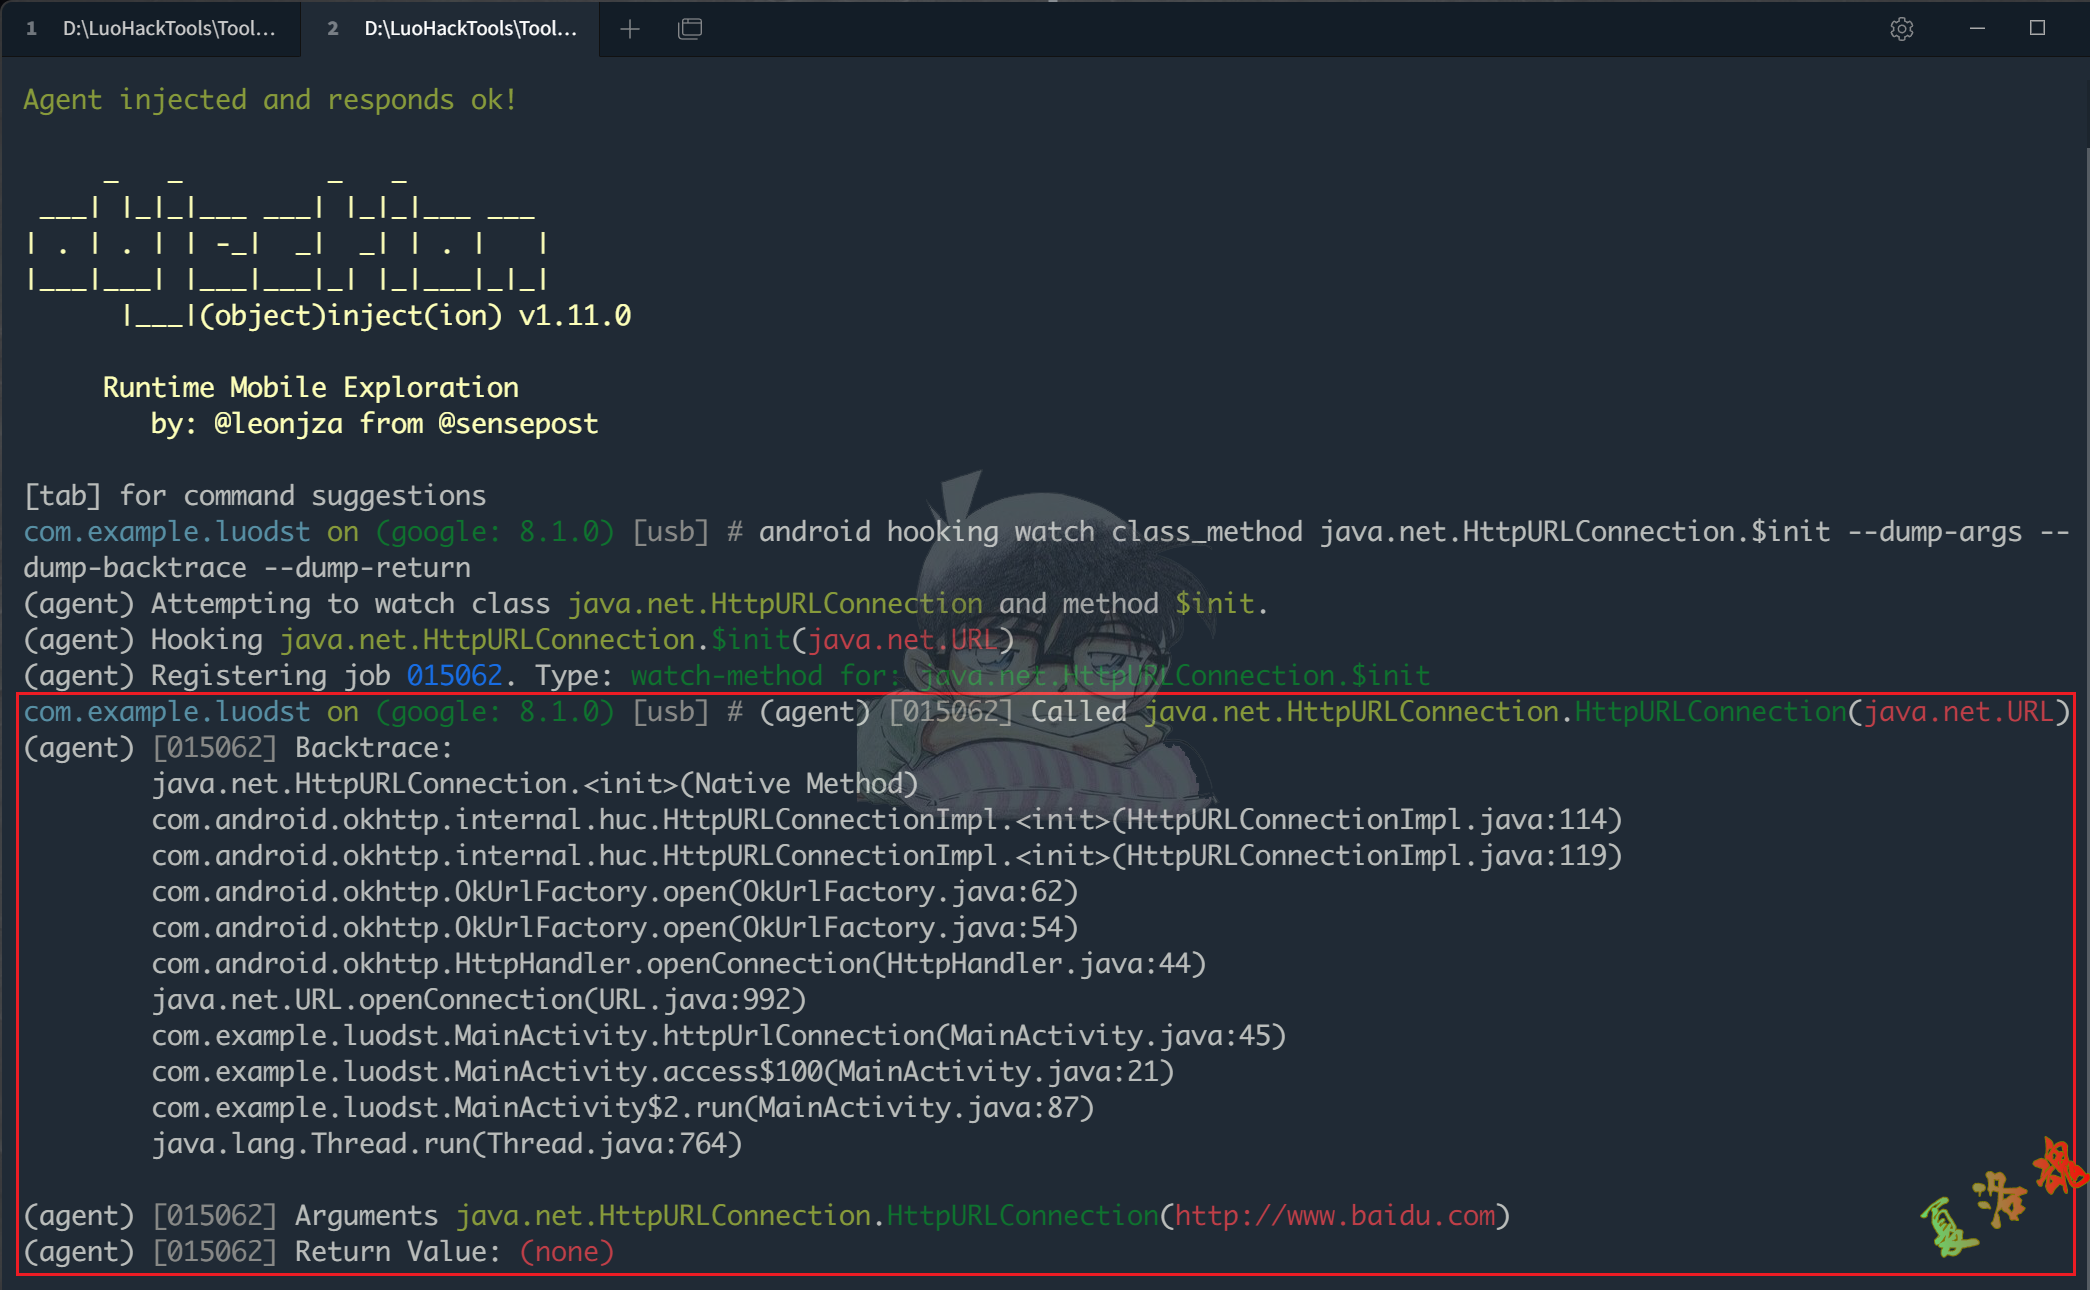 1 D:\LuoHackTools\Tool... 2 D:\LuoHackTools\Tool...
Agent injected and responds ok!
     _   _         _   _
 ___| |_|_|___ ___| |_|_|___ ___
| . | . | | -_|  _|  _| | . |   |
|___|___| |___|___|_| |_|___|_|_|
      |___|(object)inject(ion) v1.11.0
Runtime Mobile Exploration
by: @leonjza from @sensepost
[tab] for command suggestions
com.example.luodst on (google: 8.1.0) [usb] # android hooking watch class_method java.net.HttpURLConnection.$init --dump-args --
dump-backtrace --dump-return
(agent) Attempting to watch class java.net.HttpURLConnection and method $init.
(agent) Hooking java.net.HttpURLConnection.$init(java.net.URL)
(agent) Registering job 015062. Type: watch-method for: java.net.HttpURLConnection.$init
com.example.luodst on (google: 8.1.0) [usb] # (agent) [015062] Called java.net.HttpURLConnection.HttpURLConnection(java.net.URL)
(agent) [015062] Backtrace:
java.net.HttpURLConnection.<init>(Native Method)
com.android.okhttp.internal.huc.HttpURLConnectionImpl.<init>(HttpURLConnectionImpl.java:114)
com.android.okhttp.internal.huc.HttpURLConnectionImpl.<init>(HttpURLConnectionImpl.java:119)
com.android.okhttp.OkUrlFactory.open(OkUrlFactory.java:62)
com.android.okhttp.OkUrlFactory.open(OkUrlFactory.java:54)
com.android.okhttp.HttpHandler.openConnection(HttpHandler.java:44)
java.net.URL.openConnection(URL.java:992)
com.example.luodst.MainActivity.httpUrlConnection(MainActivity.java:45)
com.example.luodst.MainActivity.access$100(MainActivity.java:21)
com.example.luodst.MainActivity$2.run(MainActivity.java:87)
java.lang.Thread.run(Thread.java:764)
(agent) [015062] Arguments java.net.HttpURLConnection.HttpURLConnection(http://www.baidu.com)
(agent) [015062] Return Value: (none)
夏洛